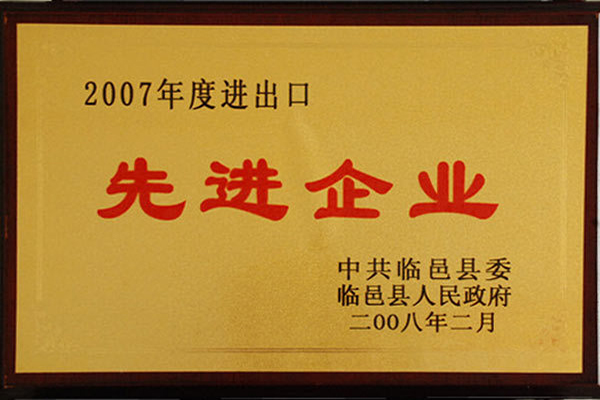 2007年度进出口
先进企业
中共临邑县委
临邑县人民政府
二00八年二月